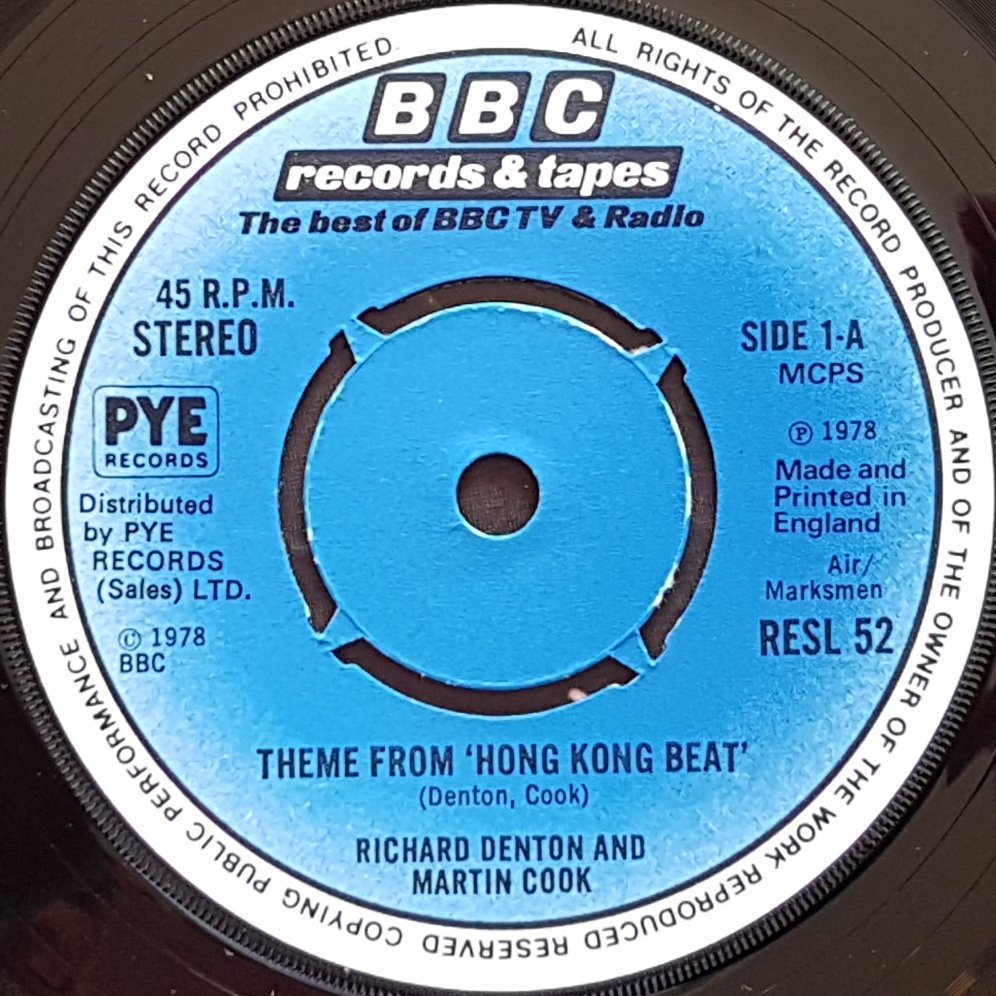 ALL RIGHTS OF THE RECORD PRODUCER AND OF THE OWNER OF THE WORK REPRODUCED RESERVED COPYING PUBLIC PERFORMANCE AND BROADCASTING OF THIS RECORD PROHIBITED.
BBC
records & tapes
The best of BBC TV & Radio
45 R.P.M.
STEREO
PYE
RECORDS
Distributed
by PYE
RECORDS
(Sales) LTD.
© 1978
BBC
SIDE 1-A
MCPS
℗ 1978
Made and
Printed in
England
Air/
Marksmen
RESL 52
THEME FROM 'HONG KONG BEAT'
(Denton, Cook)
RICHARD DENTON AND
MARTIN COOK